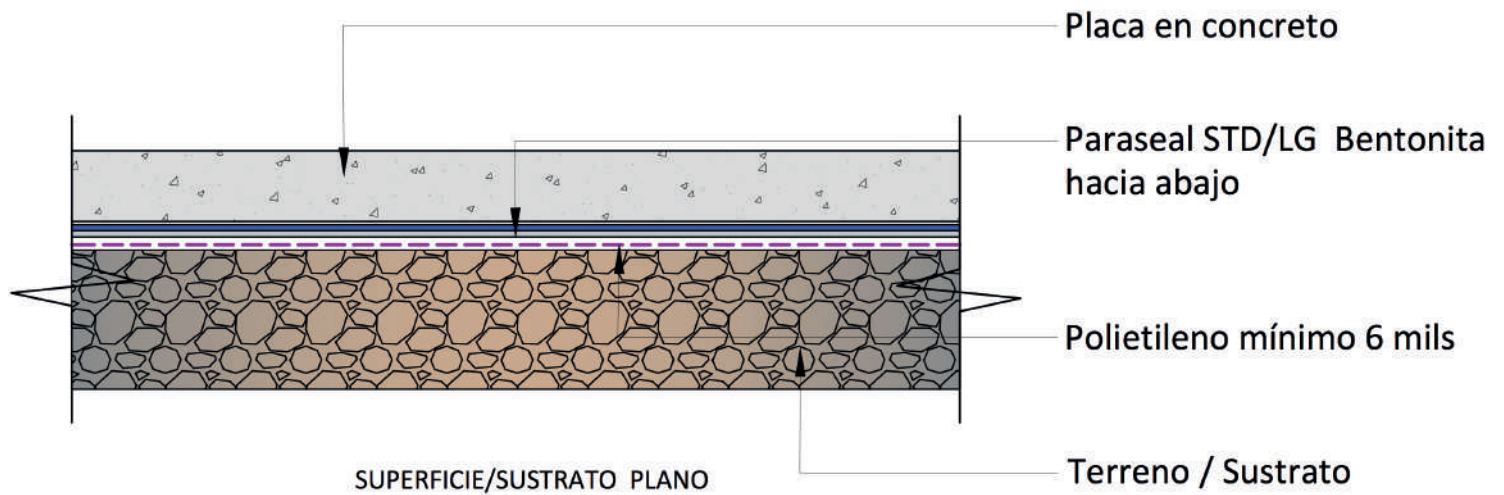 Placa en concreto
Paraseal STD/LG Bentonita
hacia abajo
Polietileno mínimo 6 mils
Terreno / Sustrato
SUPERFICIE/SUSTRATO PLANO